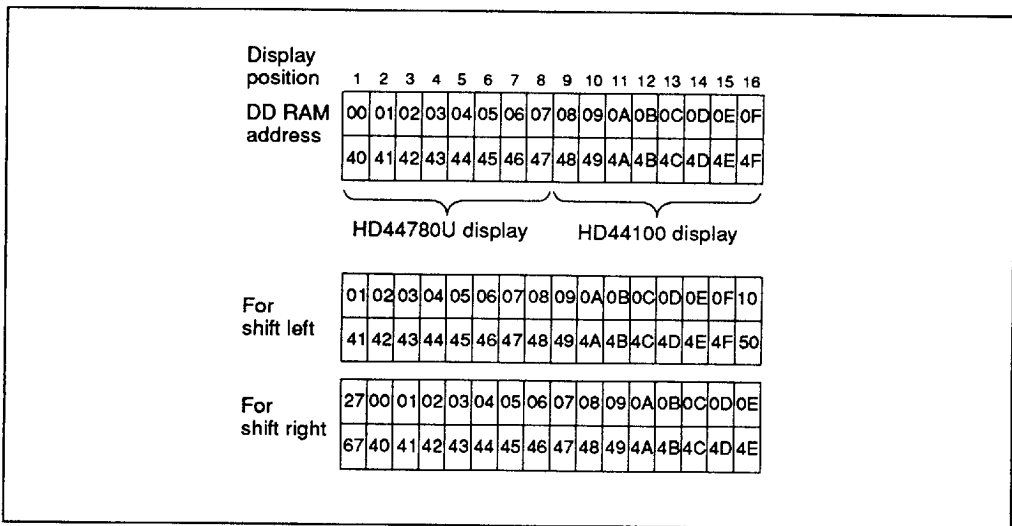 Display
position 1 2 3 4 5 6 7 8 9 10 11 12 13 14 15 16
DD RAM 00 01 02 03 04 05 06 07 08 09 0A 0B 0C 0D 0E 0F
address
40 41 42 43 44 45 46 47 48 49 4A 4B 4C 4D 4E 4F
HD44780U display HD44100 display
For 01 02 03 04 05 06 07 08 09 0A 0B 0C 0D 0E 0F 10
shift left 41 42 43 44 45 46 47 48 49 4A 4B 4C 4D 4E 4F 50
For 27 00 01 02 03 04 05 06 07 08 09 0A 0B 0C 0D 0E
shift right 67 40 41 42 43 44 45 46 47 48 49 4A 4B 4C 4D 4E